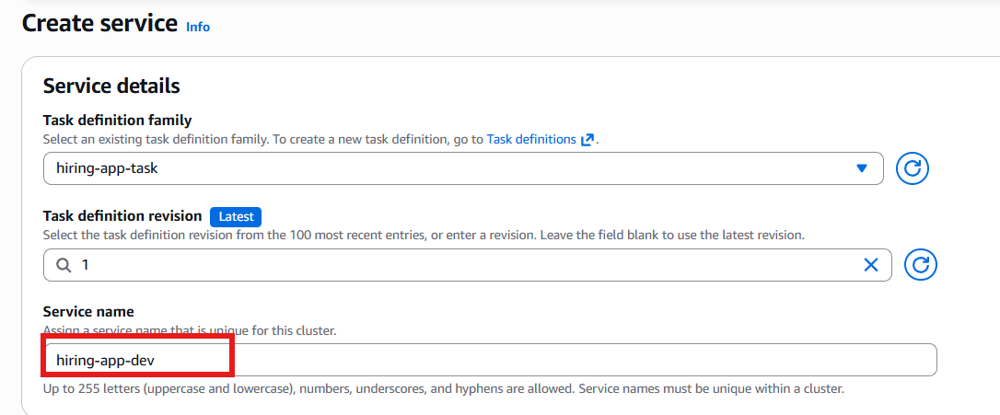 Create service Info
Service details
Task definition family
Select an existing task definition family. To create a new task definition, go to Task definitions .
hiring-app-task
Task definition revision Latest
Select the task definition revision from the 100 most recent entries, or enter a revision. Leave the field blank to use the latest revision.
1
Service name
Assign a service name that is unique for this cluster.
hiring-app-dev
Up to 255 letters (uppercase and lowercase), numbers, underscores, and hyphens are allowed. Service names must be unique within a cluster.